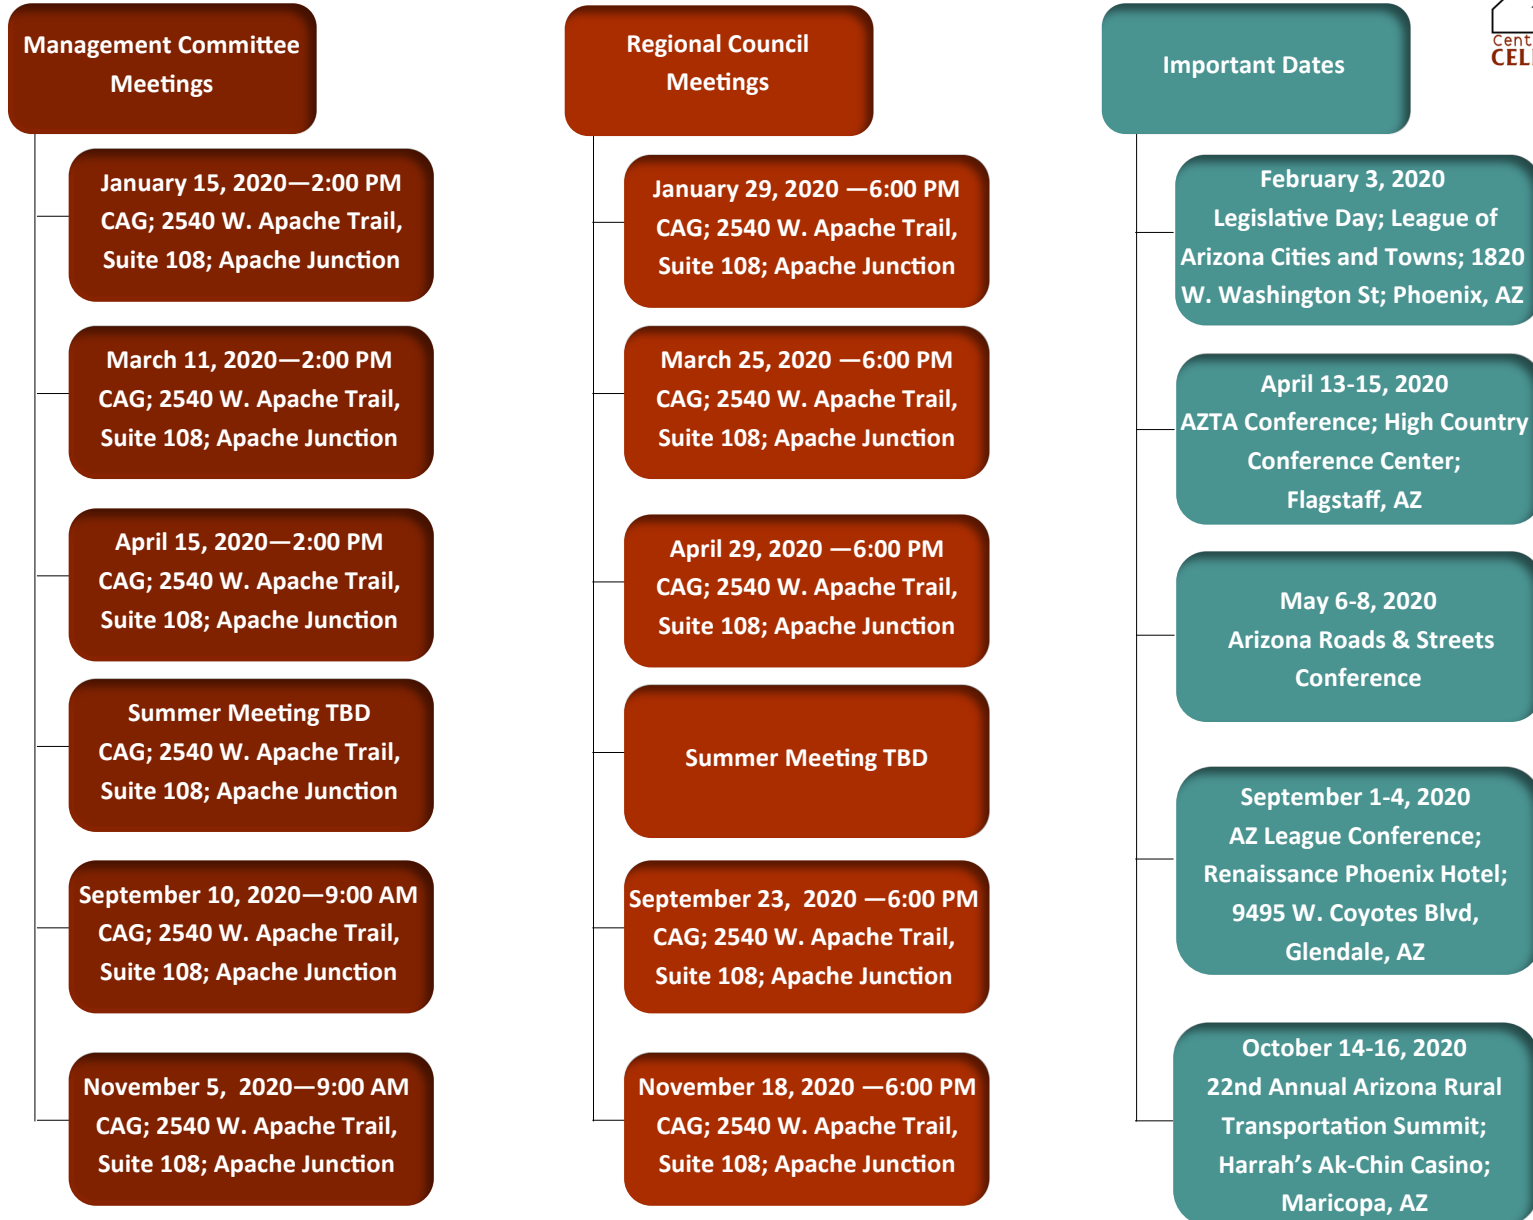 Management Committee
Meetings
January 15, 2020—2:00 PM
CAG; 2540 W. Apache Trail,
Suite 108; Apache Junction
March 11, 2020—2:00 PM
CAG; 2540 W. Apache Trail,
Suite 108; Apache Junction
April 15, 2020—2:00 PM
CAG; 2540 W. Apache Trail,
Suite 108; Apache Junction
Summer Meeting TBD
CAG; 2540 W. Apache Trail,
Suite 108; Apache Junction
September 10, 2020—9:00 AM
CAG; 2540 W. Apache Trail,
Suite 108; Apache Junction
November 5,  2020—9:00 AM
CAG; 2540 W. Apache Trail,
Suite 108; Apache Junction
Regional Council
Meetings
January 29, 2020 —6:00 PM
CAG; 2540 W. Apache Trail,
Suite 108; Apache Junction
March 25, 2020 —6:00 PM
CAG; 2540 W. Apache Trail,
Suite 108; Apache Junction
April 29, 2020 —6:00 PM
CAG; 2540 W. Apache Trail,
Suite 108; Apache Junction
Summer Meeting TBD
September 23,  2020 —6:00 PM
CAG; 2540 W. Apache Trail,
Suite 108; Apache Junction
November 18, 2020 —6:00 PM
CAG; 2540 W. Apache Trail,
Suite 108; Apache Junction
Important Dates
February 3, 2020
Legislative Day; League of
Arizona Cities and Towns; 1820
W. Washington St; Phoenix, AZ
April 13-15, 2020
AZTA Conference; High Country
Conference Center;
Flagstaff, AZ
May 6-8, 2020
Arizona Roads & Streets
Conference
September 1-4, 2020
AZ League Conference;
Renaissance Phoenix Hotel;
9495 W. Coyotes Blvd,
Glendale, AZ
October 14-16, 2020
22nd Annual Arizona Rural
Transportation Summit;
Harrah’s Ak-Chin Casino;
Maricopa, AZ